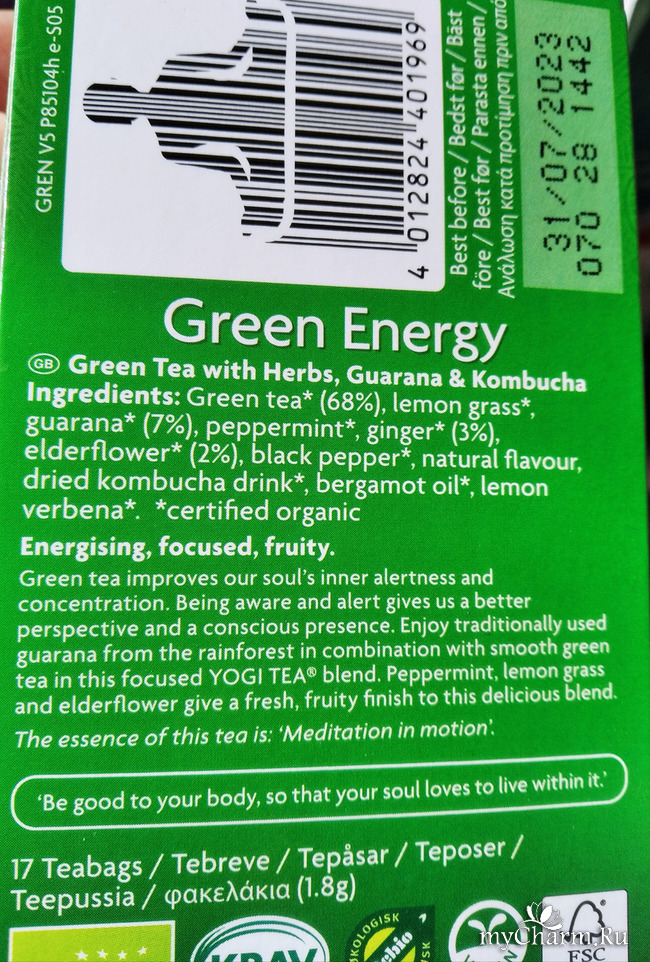 GREN V5 P85104h e-S05
4 012824 401969
Best before / Bedst før / Bäst
före / Best før / Parasta ennen /
Ανάλωση κατά προτίμηση πριν από
31/07/2023
070 28 1442
Green Energy
GB Green Tea with Herbs, Guarana & Kombucha
Ingredients: Green tea* (68%), lemon grass*,
guarana* (7%), peppermint*, ginger* (3%),
elderflower* (2%), black pepper*, natural flavour,
dried kombucha drink*, bergamot oil*, lemon
verbena*. *certified organic
Energising, focused, fruity.
Green tea improves our soul's inner alertness and
concentration. Being aware and alert gives us a better
perspective and a conscious presence. Enjoy traditionally used
guarana from the rainforest in combination with smooth green
tea in this focused YOGI TEA® blend. Peppermint, lemon grass
and elderflower give a fresh, fruity finish to this delicious blend.
The essence of this tea is: 'Meditation in motion'.
'Be good to your body, so that your soul loves to live within it.'
17 Teabags / Tebreve / Tepåsar / Teposer /
Teepussia / φακελάκια (1.8g)
KRAV
ØKOLOGISK
FSC
myCharm.Ru